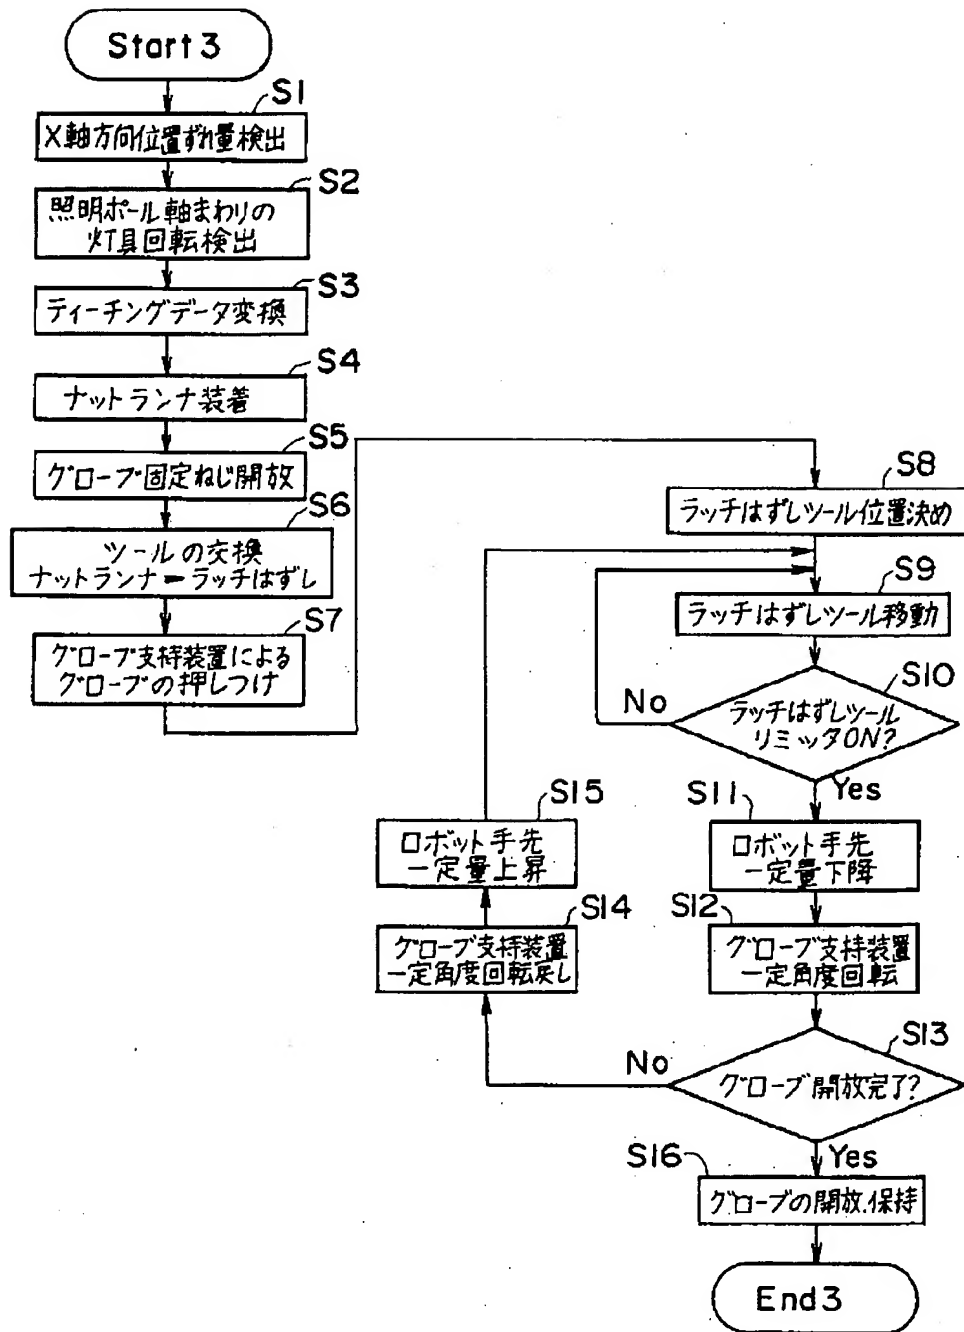 Start3
S1
X軸方向位置ずれ量検出
S2
照明ポール軸まわりの
灯具回転検出
S3
ティーチングデータ変換
S4
ナットランナ装着
S5
グローブ固定ねじ開放
S6
ツールの交換
ナットランナ→ラッチはずし
S7
グローブ支持装置による
グローブの押しつけ
S8
ラッチはずしツール位置決め
S9
ラッチはずしツール移動
S10
No
ラッチはずしツール
リミッタON?
Yes
S11
ロボット手先
一定量下降
S12
グローブ支持装置
一定角度回転
S13
No
グローブ開放完了?
S14
グローブ支持装置
一定角度回転戻し
S15
ロボット手先
一定量上昇
Yes
S16
グローブの開放.保持
End3